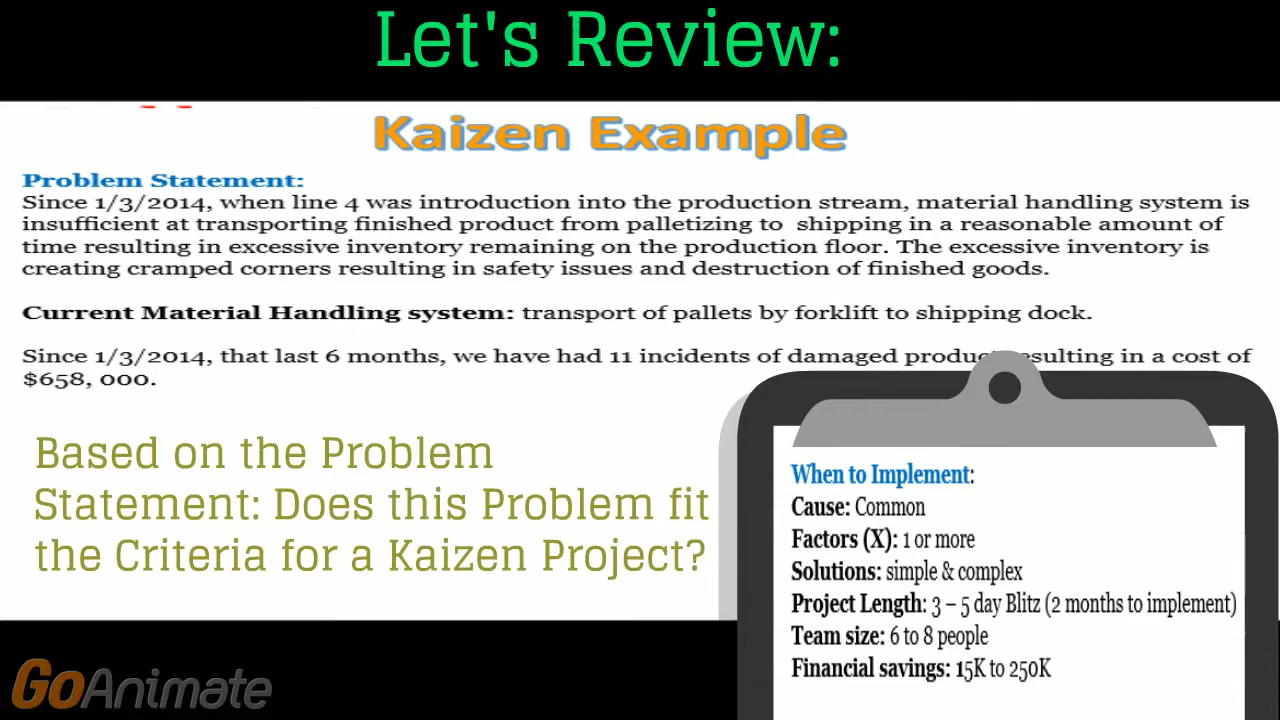 Let's Review:
Kaizen Example
Problem Statement:
Since 1/3/2014, when line 4 was introduction into the production stream, material handling system is
insufficient at transporting finished product from palletizing to shipping in a reasonable amount of
time resulting in excessive inventory remaining on the production floor. The excessive inventory is
creating cramped corners resulting in safety issues and destruction of finished goods.
Current Material Handling system: transport of pallets by forklift to shipping dock.
Since 1/3/2014, that last 6 months, we have had 11 incidents of damaged product resulting in a cost of
$658, 000.
Based on the Problem
Statement: Does this Problem fit
the Criteria for a Kaizen Project?
When to Implement:
Cause: Common
Factors (X): 1 or more
Solutions: simple & complex
Project Length: 3 – 5 day Blitz (2 months to implement)
Team size: 6 to 8 people
Financial savings: 15K to 250K
GoAnimate